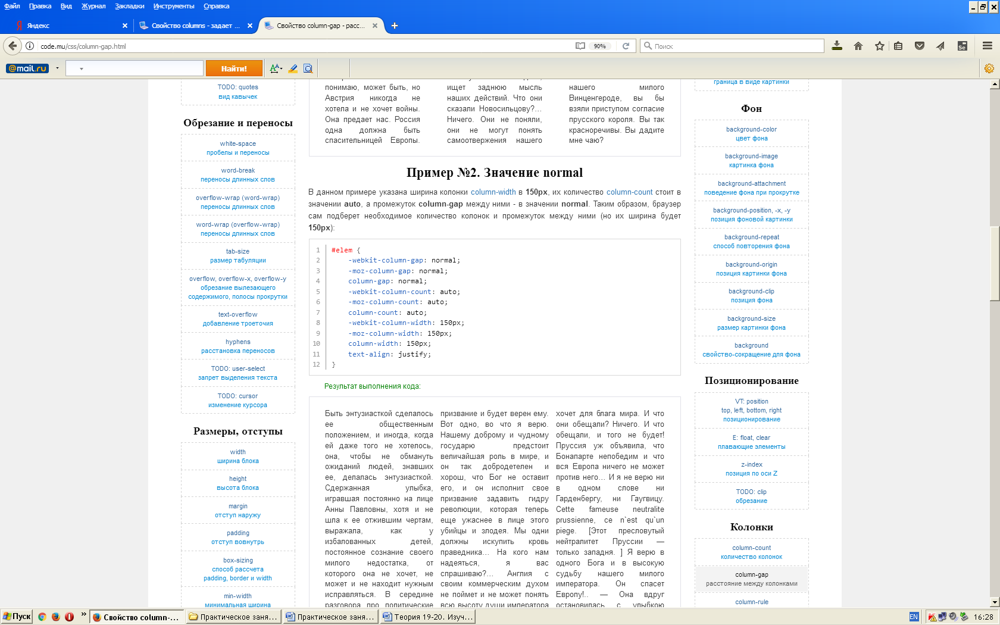 Файл Правка Вид Журнал Закладки Инструменты Справка
Яндекс
Свойство columns - задает ...
Свойство column-gap - расс...
code.mu/css/column-gap.html
90%
Поиск
Se
@mail.ru
Найти!
TODO: quotes
вид кавычек
Обрезание и переносы
white-space
пробелы и переносы
word-break
переносы длинных слов
overflow-wrap (word-wrap)
переносы длинных слов
word-wrap (overflow-wrap)
переносы длинных слов
tab-size
размер табуляции
overflow, overflow-x, overflow-y
обрезание вылезающего
содержимого, полосы прокрутки
text-overflow
добавление троеточия
hyphens
расстановка переносов
TODO: user-select
запрет выделения текста
TODO: cursor
изменение курсора
Размеры, отступы
width
ширина блока
height
высота блока
margin
отступ наружу
padding
отступ вовнутрь
box-sizing
способ рассчета
padding, border и width
min-width
минимальная ширина
понимаю, может быть, но
Австрия никогда не
хотела и не хочет войны.
Она предает нас. Россия
одна должна быть
спасительницей Европы.
ищет заднюю мысль
наших действий. Что они
сказали Новосильцову?...
Ничего. Они не поняли,
они не могут понять
самоотвержения нашего
нашего милого
Винценгероде, вы бы
взяли приступом согласие
прусского короля. Вы так
красноречивы. Вы дадите
мне чаю?
Пример №2. Значение normal
В данном примере указана ширина колонки column-width в 150px, их количество column-count стоит в
значении auto, а промежуток column-gap между ними - в значении normal. Таким образом, браузер
сам подберет необходимое количество колонок и промежуток между ними (но их ширина будет
150px):
1 #elem {
2 -webkit-column-gap: normal;
3 -moz-column-gap: normal;
4 column-gap: normal;
5 -webkit-column-count: auto;
6 -moz-column-count: auto;
7 column-count: auto;
8 -webkit-column-width: 150px;
9 -moz-column-width: 150px;
10 column-width: 150px;
11 text-align: justify;
12 }
Результат выполнения кода:
Быть энтузиасткой сделалось
ее общественным
положением, и иногда, когда
ей даже того не хотелось,
она, чтобы не обмануть
ожиданий людей, знавших
ее, делалась энтузиасткой.
Сдержанная улыбка,
игравшая постоянно на лице
Анны Павловны, хотя и не
шла к ее отжившим чертам,
выражала, как у
избалованных детей,
постоянное сознание своего
милого недостатка, от
которого она не хочет, не
может и не находит нужным
исправляться. В середине
разговора про политические
призвание и будет верен ему.
Вот одно, во что я верю.
Нашему доброму и чудному
государю предстоит
величайшая роль в мире, и
он так добродетелен и
хорош, что Бог не оставит
его, и он исполнит свое
призвание задавить гидру
революции, которая теперь
еще ужаснее в лице этого
убийцы и злодея. Мы одни
должны искупить кровь
праведника... На кого нам
надеяться, я вас
спрашиваю?... Англия с
своим коммерческим духом
не поймет и не может понять
всю высоту души императора
хочет для блага мира. И что
они обещали? Ничего. И что
обещали, и того не будет!
Пруссия уж объявила, что
Бонапарте непобедим и что
вся Европа ничего не может
против него... И я не верю ни
в одном слове ни
Гарденбергу, ни Гаугвицу.
Cette fameuse neutralite
prussienne, ce n`est qu`un
piege. [Этот пресловутый
нейтралитет Пруссии —
только западня. ] Я верю в
одного Бога и в высокую
судьбу нашего милого
императора. Он спасет
Европу!.. — Она вдруг
остановилась с улыбкою
граница в виде картинки
Фон
background-color
цвет фона
background-image
картинка фона
background-attachment
поведение фона при прокрутке
background-position, -x, -y
позиция фоновой картинки
background-repeat
способ повторения фона
background-origin
позиция картинки фона
background-clip
позиция фона
background-size
размер картинки фона
background
свойство-сокращение для фона
Позиционирование
VT: position
top, left, bottom, right
позиционирование
E: float, clear
плавающие элементы
z-index
позиция по оси Z
TODO: clip
обрезание
Колонки
column-count
количество колонок
column-gap
расстояние между колонками
column-rule
Пуск
Свойство column-...
Практическое заня...
Практическое заня...
Теория 19-20. Изуч...
EN
16:28